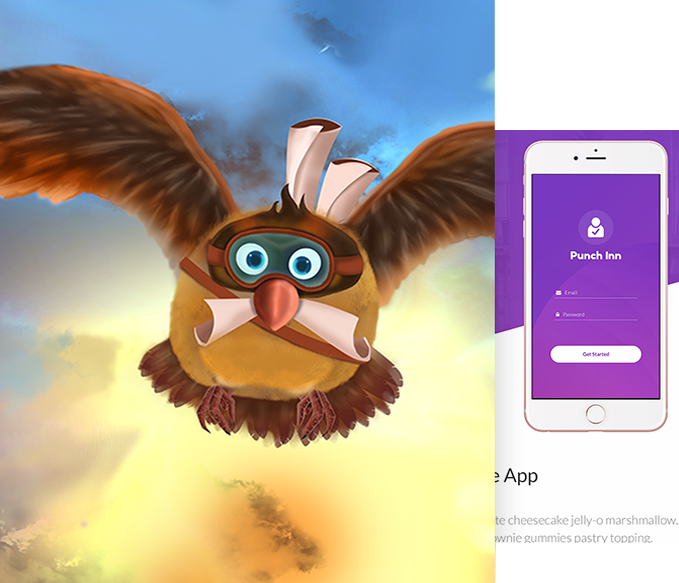 Punch Inn
Email
Password
Get Started
e App
te cheesecake jelly-o marshmallow.
ownie gummies pastry topping.